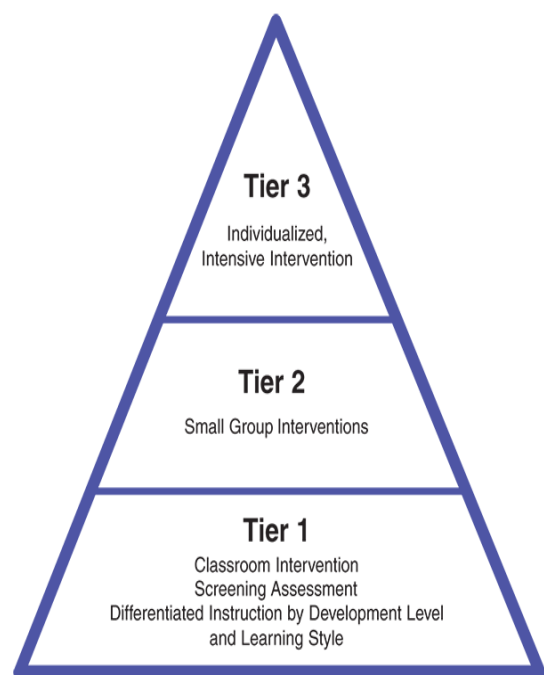 Tier 3
Individualized,
Intensive Intervention
Tier 2
Small Group Interventions
Tier 1
Classroom Intervention
Screening Assessment
Differentiated Instruction by Development Level
and Learning Style